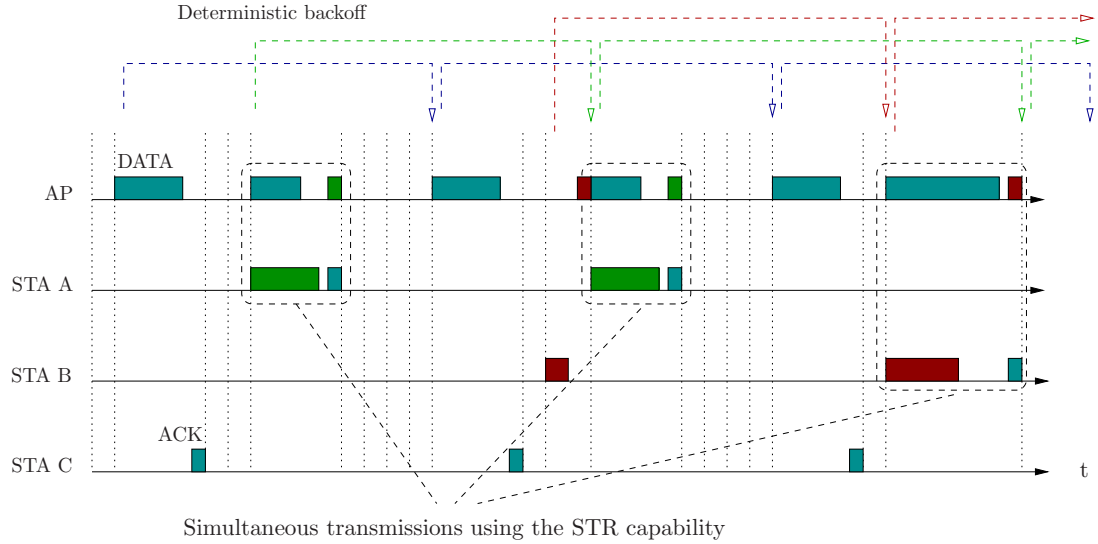 Deterministic backoff
DATA
AP
STA A
STA B
ACK
STA C
t
Simultaneous transmissions using the STR capability